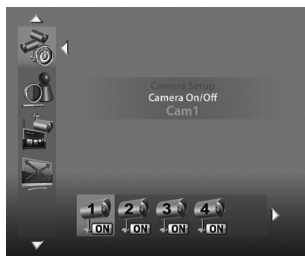 Camera Setup
Camera On/Off
Cam1
1 2 3 4
ON ON ON ON